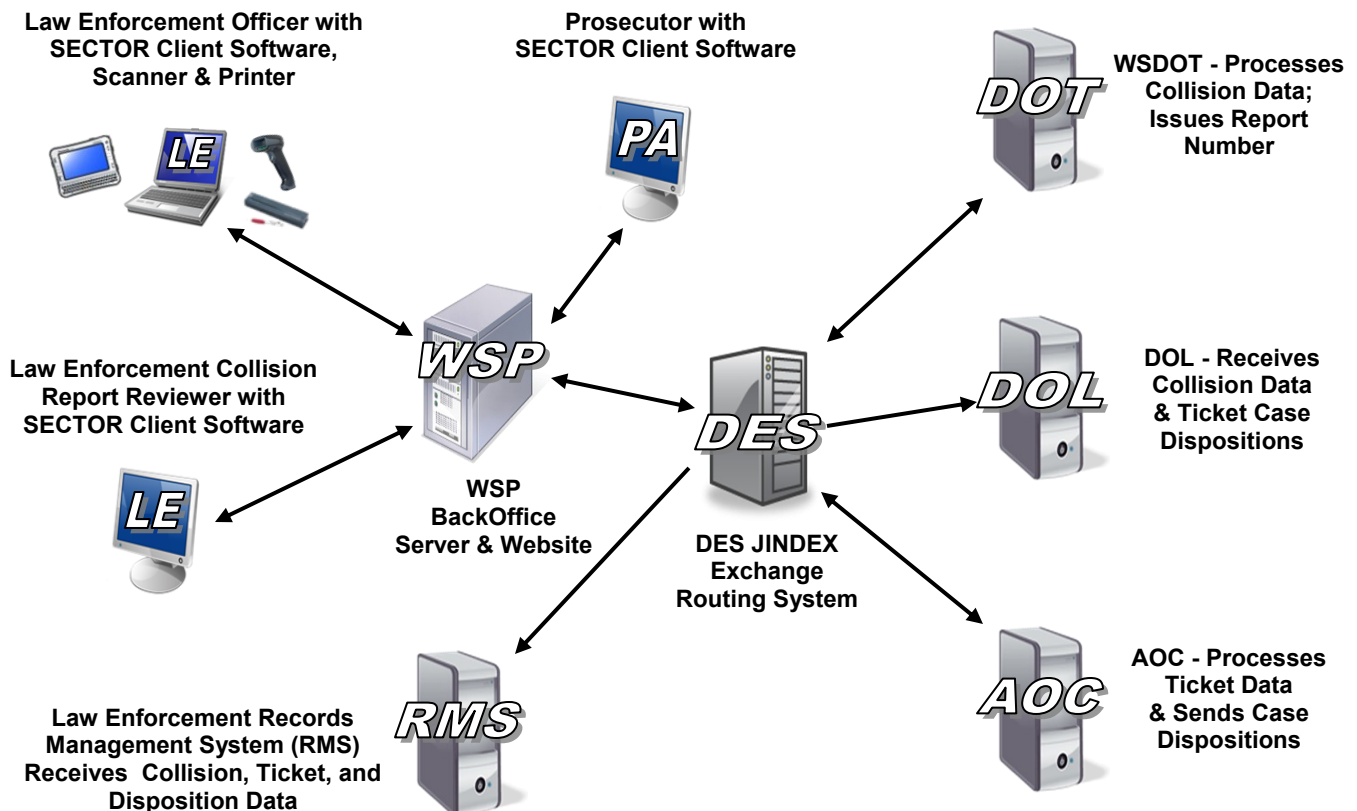 Law Enforcement Officer with
SECTOR Client Software,
Scanner & Printer
LE
Prosecutor with
SECTOR Client Software
PA
DOT
WSDOT - Processes
Collision Data;
Issues Report
Number
WSP
WSP
BackOffice
Server & Website
Law Enforcement Collision
Report Reviewer with
SECTOR Client Software
LE
DES
DES JINDEX
Exchange
Routing System
DOL
DOL - Receives
Collision Data
& Ticket Case
Dispositions
RMS
Law Enforcement Records
Management System (RMS)
Receives Collision, Ticket, and
Disposition Data
AOC
AOC - Processes
Ticket Data
& Sends Case
Dispositions